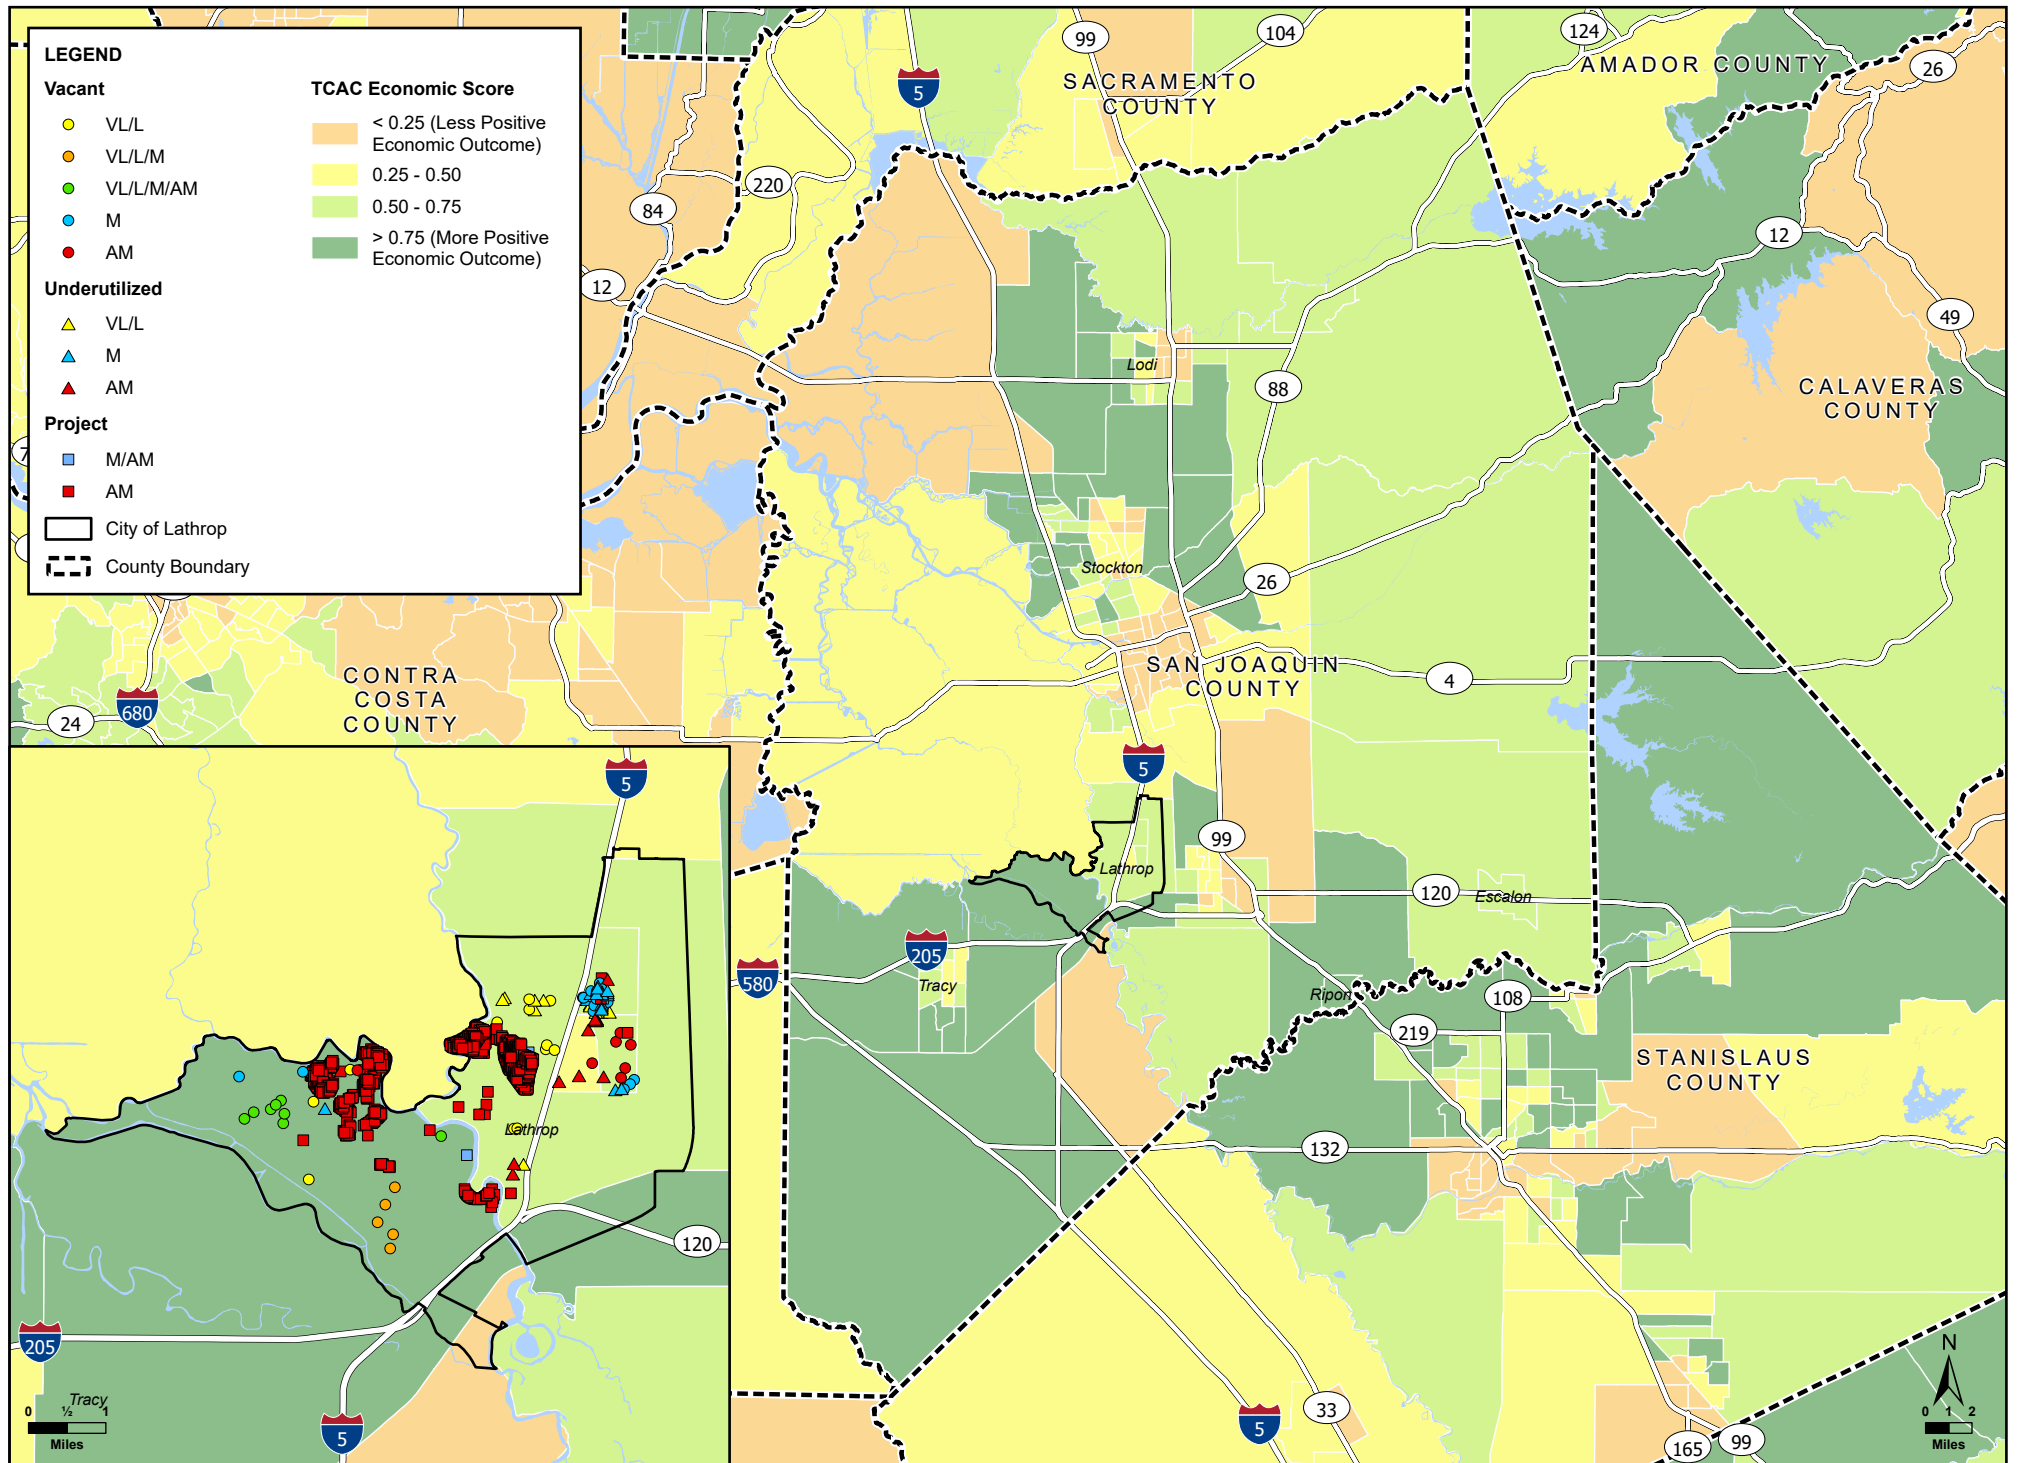 LEGEND
Vacant
VL/L
VL/L/M
VL/L/M/AM
M
AM
Underutilized
VL/L
M
AM
Project
M/AM
AM
City of Lathrop
County Boundary
TCAC Economic Score
< 0.25 (Less Positive
Economic Outcome)
0.25 - 0.50
0.50 - 0.75
> 0.75 (More Positive
Economic Outcome)
99
104
124
26
5
SACRAMENTO
COUNTY
AMADOR COUNTY
220
84
12
12
49
Lodi
88
CALAVERAS
COUNTY
7
Stockton
26
CONTRA
COSTA
COUNTY
SAN JOAQUIN
COUNTY
4
24
680
5
99
Lathrop
120
Escalon
205
580
Tracy
Ripon
108
219
STANISLAUS
COUNTY
132
33
5
165
99
N
0 1 2
Miles
5
Lathrop
120
205
Tracy
5
0 ½ 1
Miles